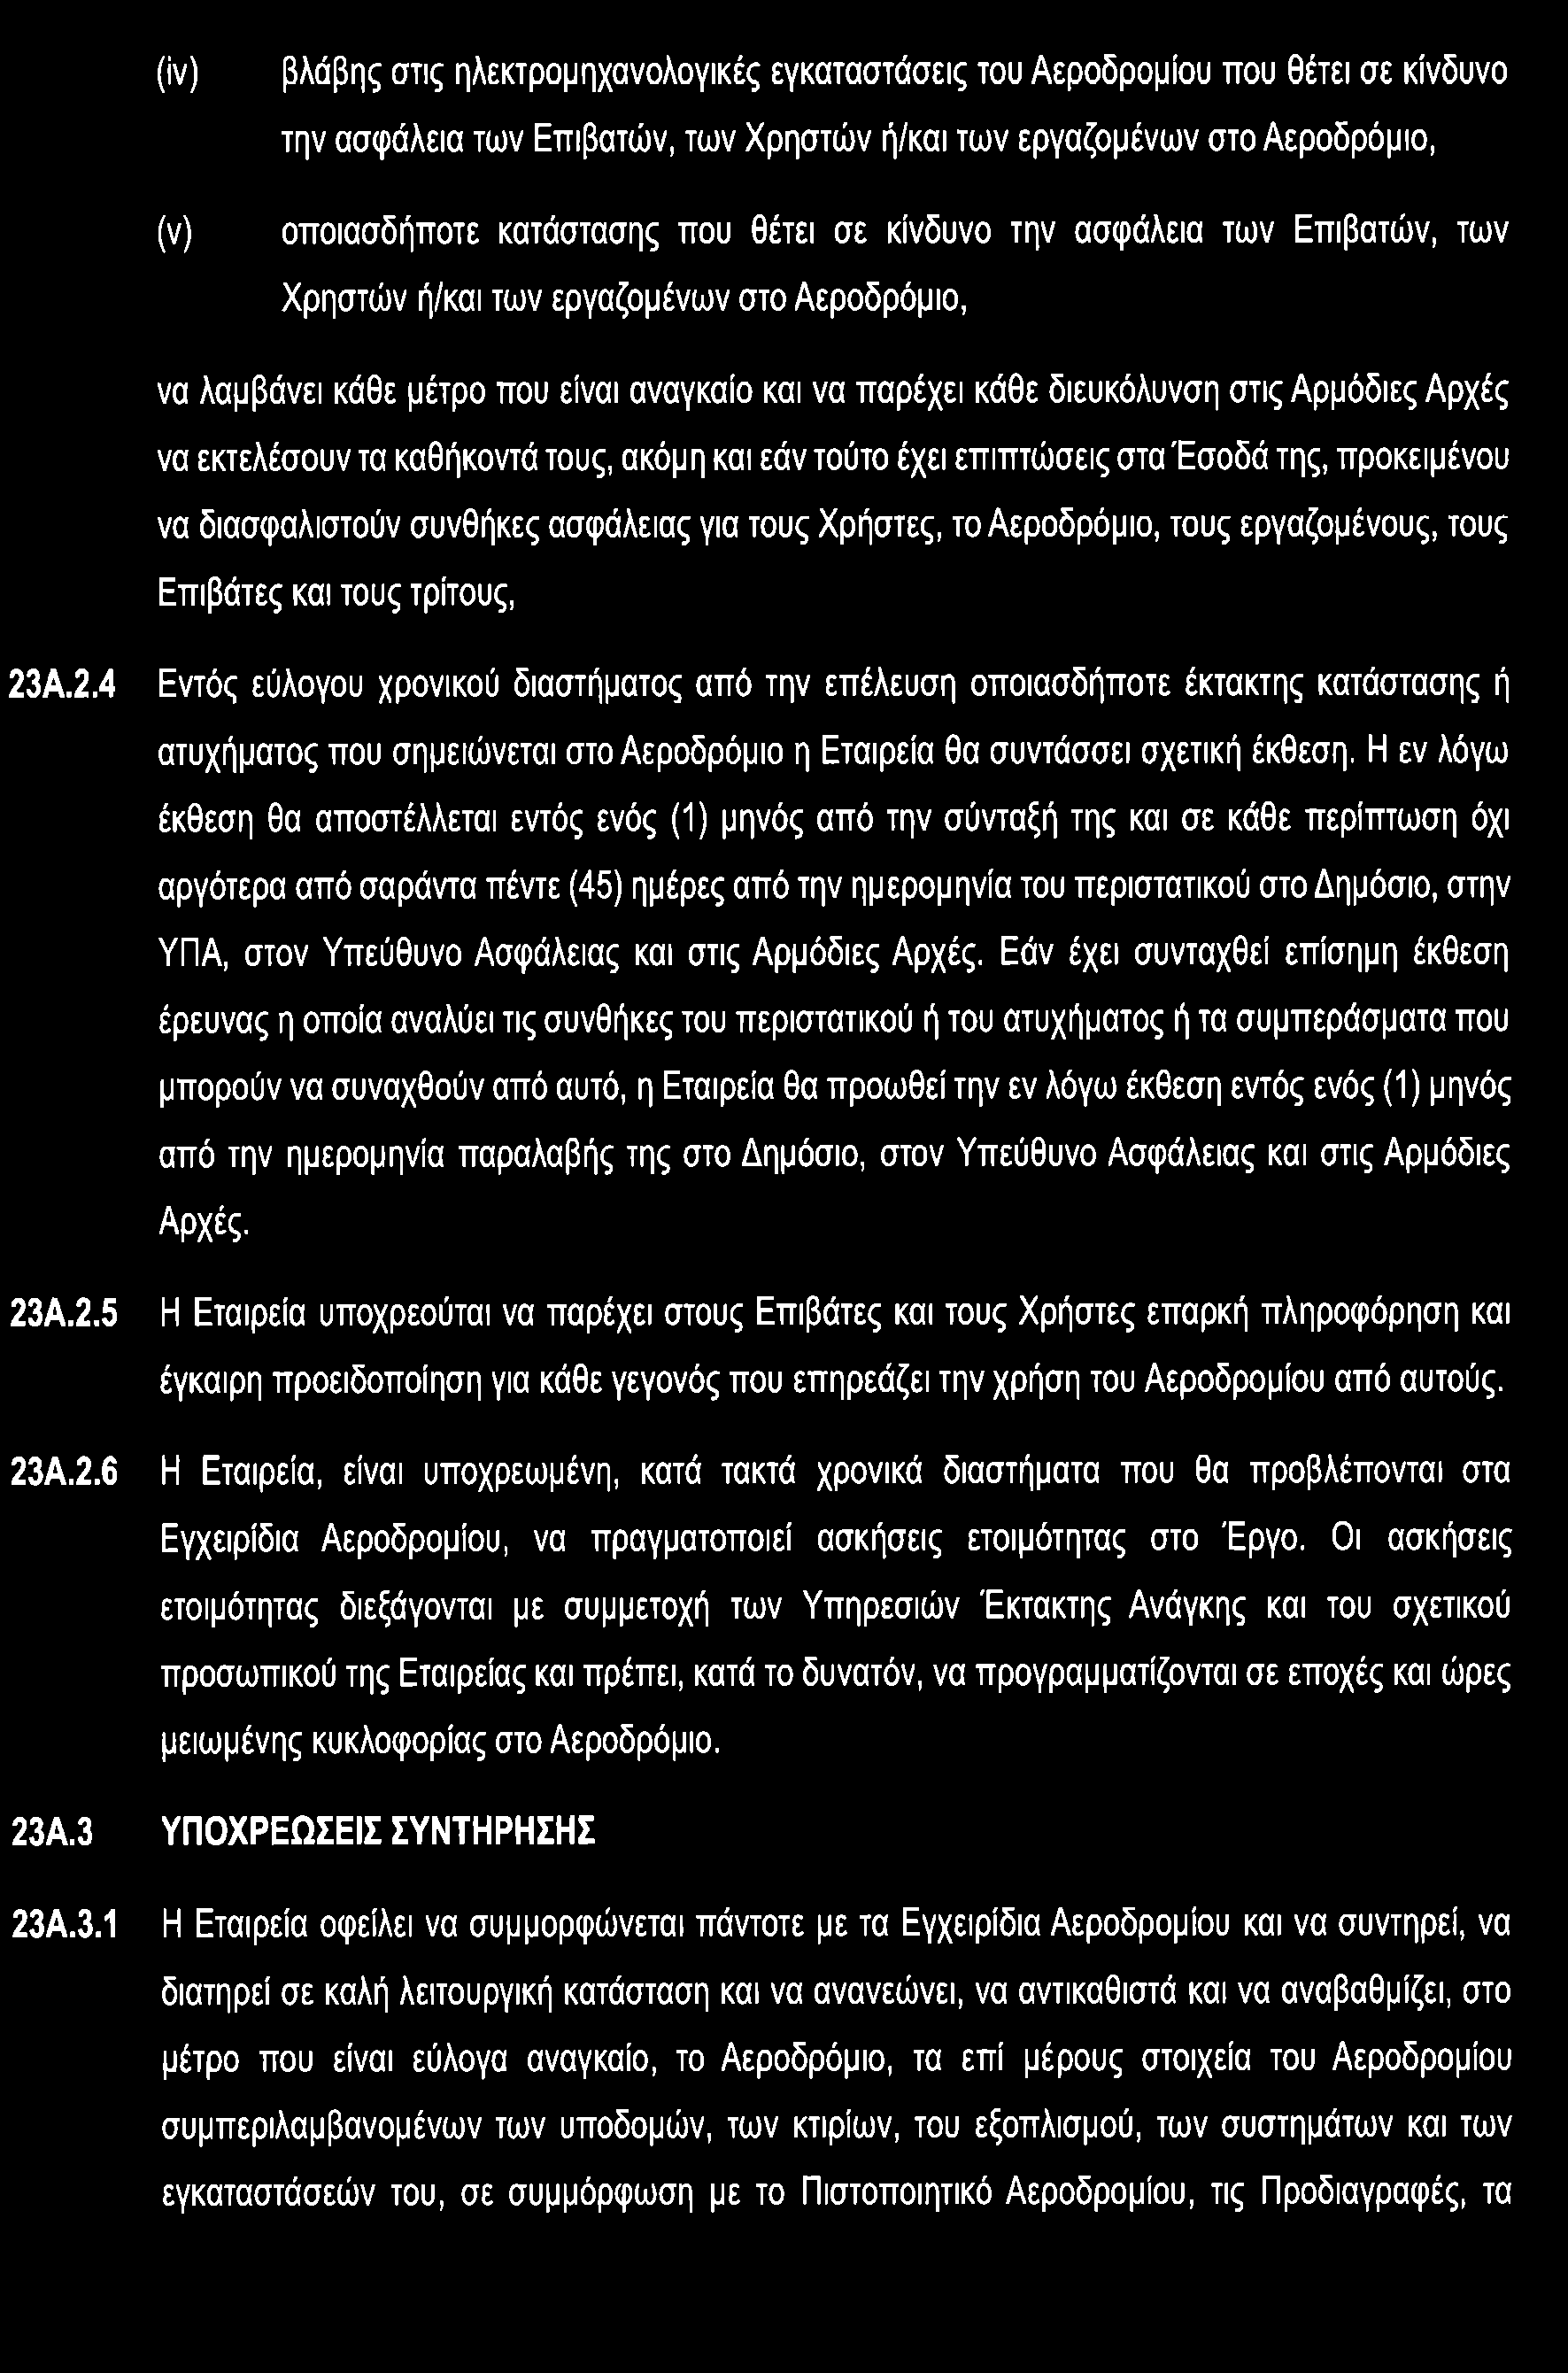 (iv) βλάβης στις ηλεκτρομηχανολογικές εγκαταστάσεις του Αεροδρομίου που θέτει σε κίνδυνο
την ασφάλεια των Επιβατών, των Χρηστών ή/και των εργαζομένων στο Αεροδρόμιο,
(v) οποιασδήποτε κατάστασης που θέτει σε κίνδυνο την ασφάλεια των Επιβατών, των
Χρηστών ή/και των εργαζομένων στο Αεροδρόμιο,
να λαμβάνει κάθε μέτρο που είναι αναγκαίο και να παρέχει κάθε διευκόλυνση στις Αρμόδιες Αρχές
να εκτελέσουν τα καθήκοντά τους, ακόμη και εάν τούτο έχει επιπτώσεις στα Έσοδά της, προκειμένου
να διασφαλιστούν συνθήκες ασφάλειας για τους Χρήστες, το Αεροδρόμιο, τους εργαζομένους, τους
Επιβάτες και τους τρίτους,
23Α.2.4 Εντός εύλογου χρονικού διαστήματος από την επέλευση οποιασδήποτε έκτακτης κατάστασης ή
ατυχήματος που σημειώνεται στο Αεροδρόμιο η Εταιρεία θα συντάσσει σχετική έκθεση. Η εν λόγω
έκθεση θα αποστέλλεται εντός ενός (1) μηνός από την σύνταξή της και σε κάθε περίπτωση όχι
αργότερα από σαράντα πέντε (45) ημέρες από την ημερομηνία του περιστατικού στο Δημόσιο, στην
ΥΠΑ, στον Υπεύθυνο Ασφάλειας και στις Αρμόδιες Αρχές. Εάν έχει συνταχθεί επίσημη έκθεση
έρευνας η οποία αναλύει τις συνθήκες του περιστατικού ή του ατυχήματος ή τα συμπεράσματα που
μπορούν να συναχθούν από αυτό, η Εταιρεία θα προωθεί την εν λόγω έκθεση εντός ενός (1) μηνός
από την ημερομηνία παραλαβής της στο Δημόσιο, στον Υπεύθυνο Ασφάλειας και στις Αρμόδιες
Αρχές.
23Α.2.5 Η Εταιρεία υποχρεούται να παρέχει στους Επιβάτες και τους Χρήστες επαρκή πληροφόρηση και
έγκαιρη προειδοποίηση για κάθε γεγονός που επηρεάζει την χρήση του Αεροδρομίου από αυτούς.
23Α.2.6 Η Εταιρεία, είναι υποχρεωμένη, κατά τακτά χρονικά διαστήματα που θα προβλέπονται στα
Εγχειρίδια Αεροδρομίου, να πραγματοποιεί ασκήσεις ετοιμότητας στο Έργο. Οι ασκήσεις
ετοιμότητας διεξάγονται με συμμετοχή των Υπηρεσιών Έκτακτης Ανάγκης και του σχετικού
προσωπικού της Εταιρείας και πρέπει, κατά το δυνατόν, να προγραμματίζονται σε εποχές και ώρες
μειωμένης κυκλοφορίας στο Αεροδρόμιο.
23Α.3 ΥΠΟΧΡΕΩΣΕΙΣ ΣΥΝΤΗΡΗΣΗΣ
23Α.3.1 Η Εταιρεία οφείλει να συμμορφώνεται πάντοτε με τα Εγχειρίδια Αεροδρομίου και να συντηρεί, να
διατηρεί σε καλή λειτουργική κατάσταση και να ανανεώνει, να αντικαθιστά και να αναβαθμίζει, στο
μέτρο που είναι εύλογα αναγκαίο, το Αεροδρόμιο, τα επί μέρους στοιχεία του Αεροδρομίου
συμπεριλαμβανομένων των υποδομών, των κτιρίων, του εξοπλισμού, των συστημάτων και των
εγκαταστάσεών του, σε συμμόρφωση με το Πιστοποιητικό Αεροδρομίου, τις Προδιαγραφές, τα